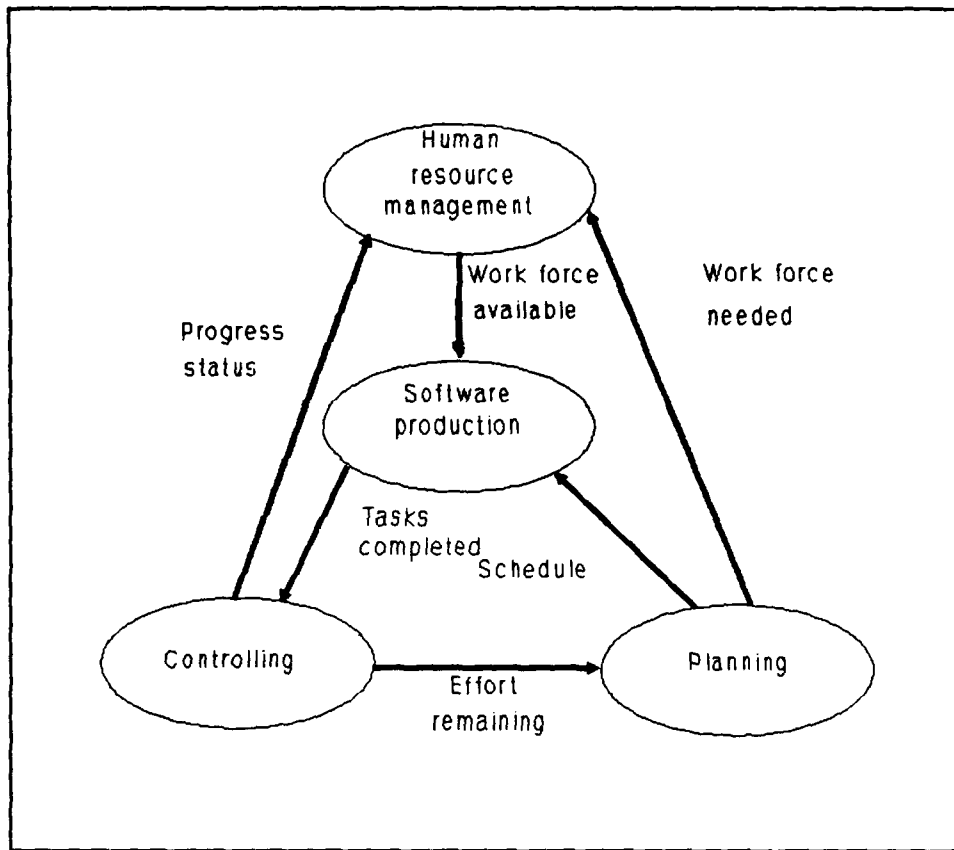 Human
resource
management
Work force
available
Work force
needed
Progress
status
Software
production
Tasks
completed
Schedule
Controlling
Planning
Effort
remaining